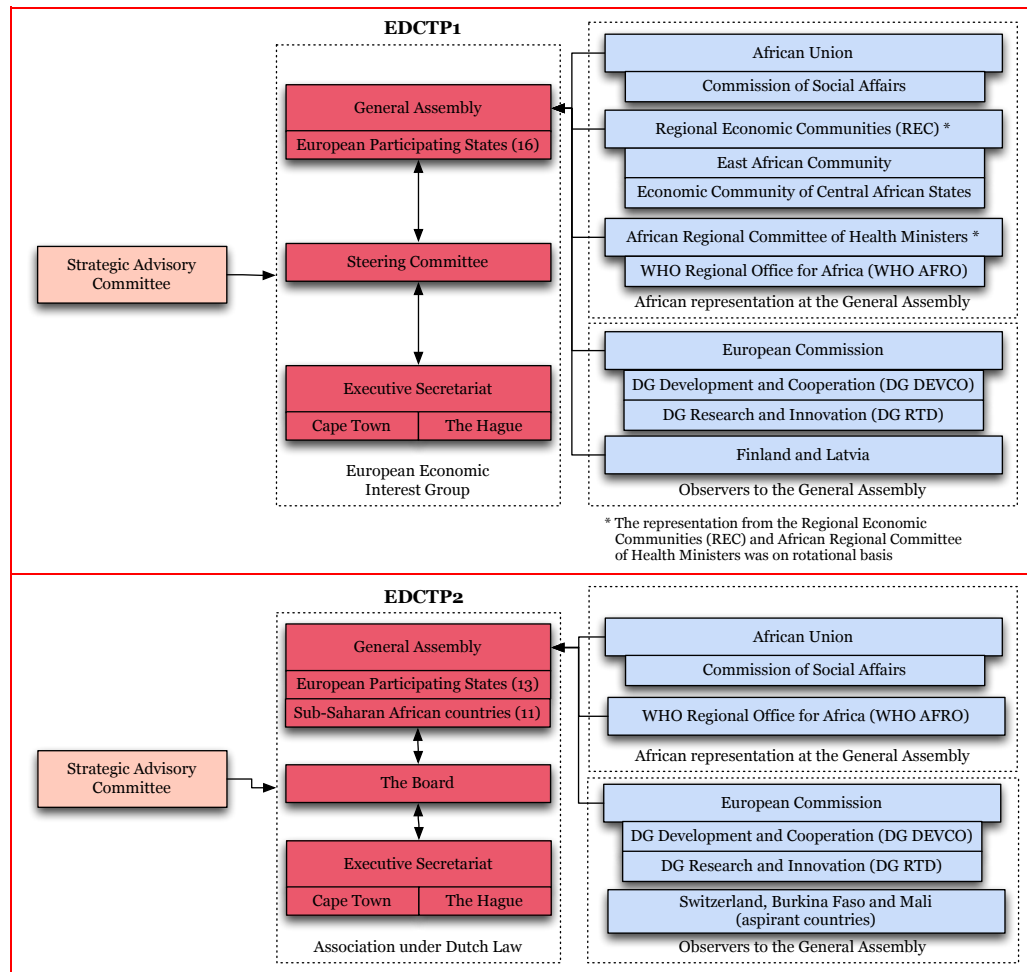 EDCTP1
General Assembly
European Participating States (16)
Strategic Advisory
Committee
Steering Committee
Executive Secretariat
Cape Town
The Hague
European Economic
Interest Group
African Union
Commission of Social Affairs
Regional Economic Communities (REC) *
East African Community
Economic Community of Central African States
African Regional Committee of Health Ministers *
WHO Regional Office for Africa (WHO AFRO)
African representation at the General Assembly
European Commission
DG Development and Cooperation (DG DEVCO)
DG Research and Innovation (DG RTD)
Finland and Latvia
Observers to the General Assembly
* The representation from the Regional Economic
Communities (REC) and African Regional Committee
of Health Ministers was on rotational basis
EDCTP2
General Assembly
European Participating States (13)
Sub-Saharan African countries (11)
Strategic Advisory
Committee
The Board
Executive Secretariat
Cape Town
The Hague
Association under Dutch Law
African Union
Commission of Social Affairs
WHO Regional Office for Africa (WHO AFRO)
African representation at the General Assembly
European Commission
DG Development and Cooperation (DG DEVCO)
DG Research and Innovation (DG RTD)
Switzerland, Burkina Faso and Mali
(aspirant countries)
Observers to the General Assembly